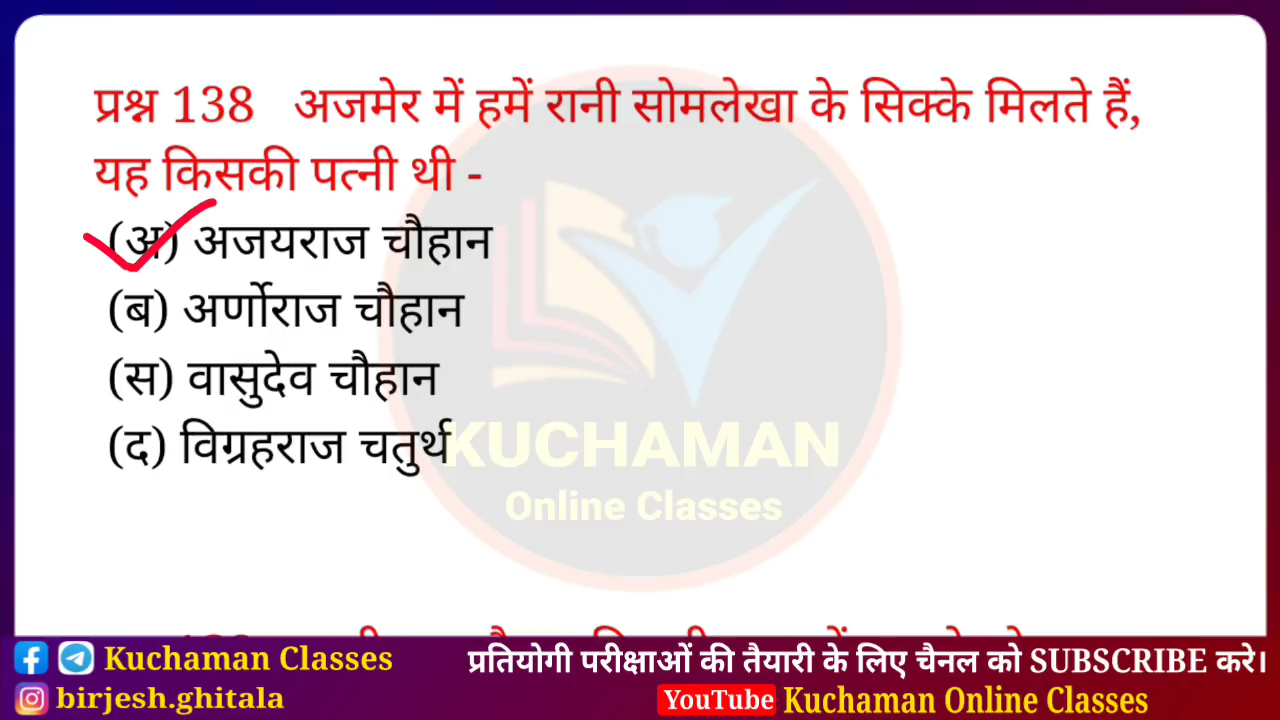 प्रश्न 138 अजमेर में हमें रानी सोमलेखा के सिक्के मिलते हैं,
यह किसकी पत्नी थी -
(अ) अजयराज चौहान
(ब) अर्णोराज चौहान
(स) वासुदेव चौहान
(द) विग्रहराज चतुर्थ
KUCHAMAN
Online Classes
Kuchaman Classes
प्रतियोगी परीक्षाओं की तैयारी के लिए चैनल को SUBSCRIBE करे।
birjesh.ghitala
YouTube Kuchaman Online Classes